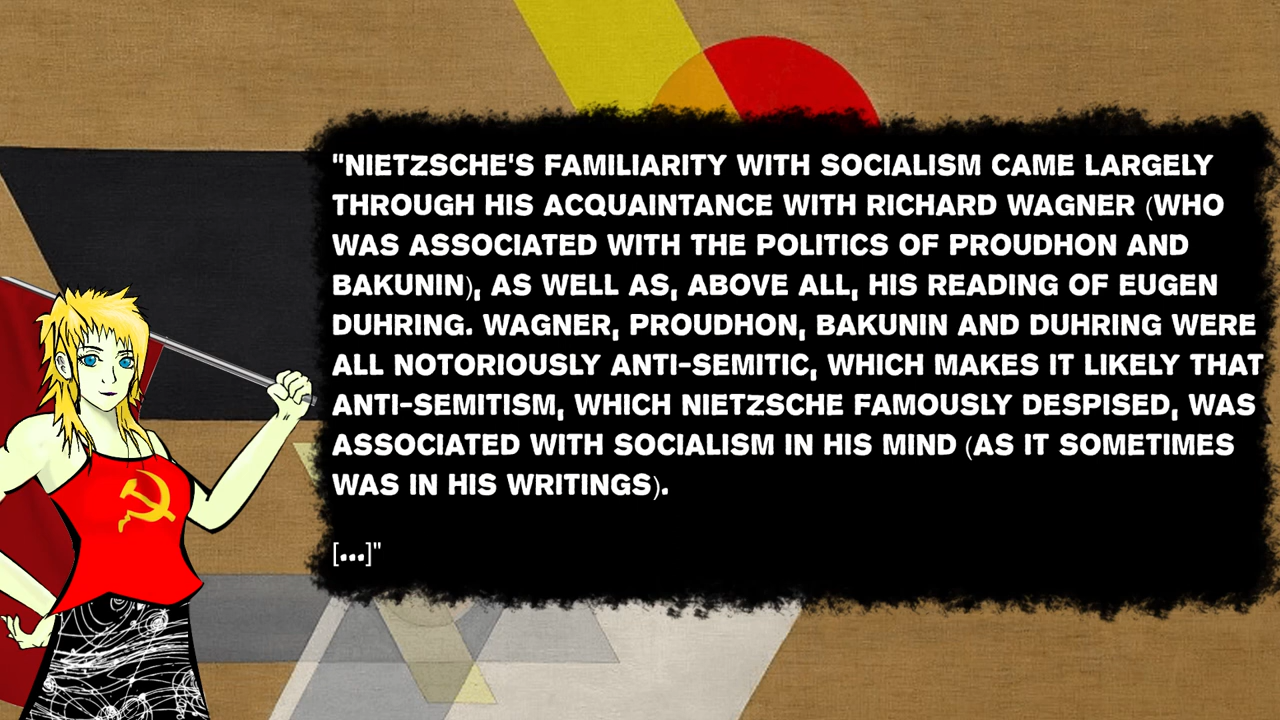 "NIETZSCHE'S FAMILIARITY WITH SOCIALISM CAME LARGELY
THROUGH HIS ACQUAINTANCE WITH RICHARD WAGNER (WHO
WAS ASSOCIATED WITH THE POLITICS OF PROUDHON AND
BAKUNIN), AS WELL AS, ABOVE ALL, HIS READING OF EUGEN
DUHRING. WAGNER, PROUDHON, BAKUNIN AND DUHRING WERE
ALL NOTORIOUSLY ANTI-SEMITIC, WHICH MAKES IT LIKELY THAT
ANTI-SEMITISM, WHICH NIETZSCHE FAMOUSLY DESPISED, WAS
ASSOCIATED WITH SOCIALISM IN HIS MIND (AS IT SOMETIMES
WAS IN HIS WRITINGS).
[...]"